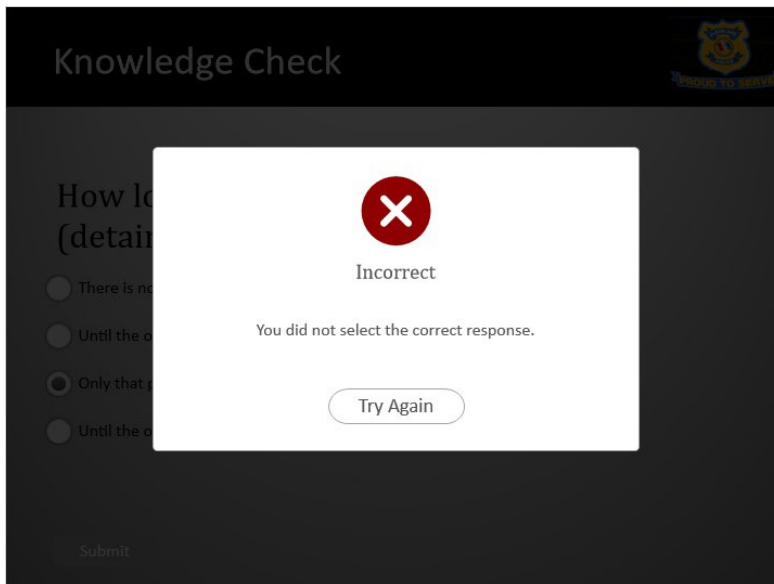 Knowledge Check
PROUD TO SERVE
How lo
(detain
Incorrect
There is no
You did not select the correct response.
Until the o
Only that p
Try Again
Until the o
Submit